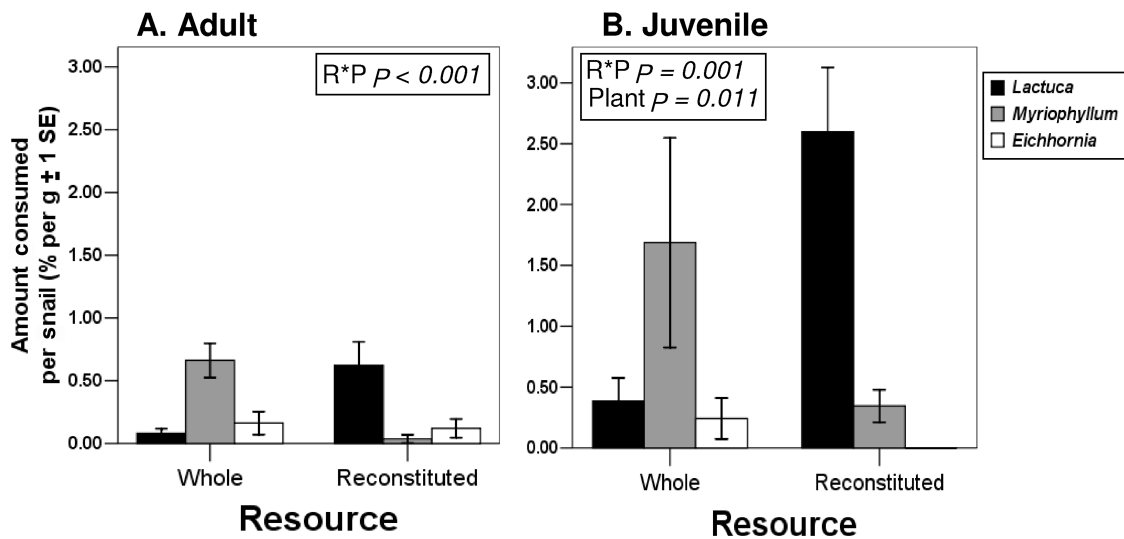 A. Adult
R*P P < 0.001
3.00
2.50
2.00
1.50
1.00
0.50
0.00
Amount consumed
per snail (% per g ± 1 SE)
Whole
Reconstituted
Resource
B. Juvenile
R*P P = 0.001
Plant P = 0.011
3.00
2.50
2.00
1.50
1.00
0.50
0.00
Whole
Reconstituted
Resource
Lactuca
Myriophyllum
Eichhornia